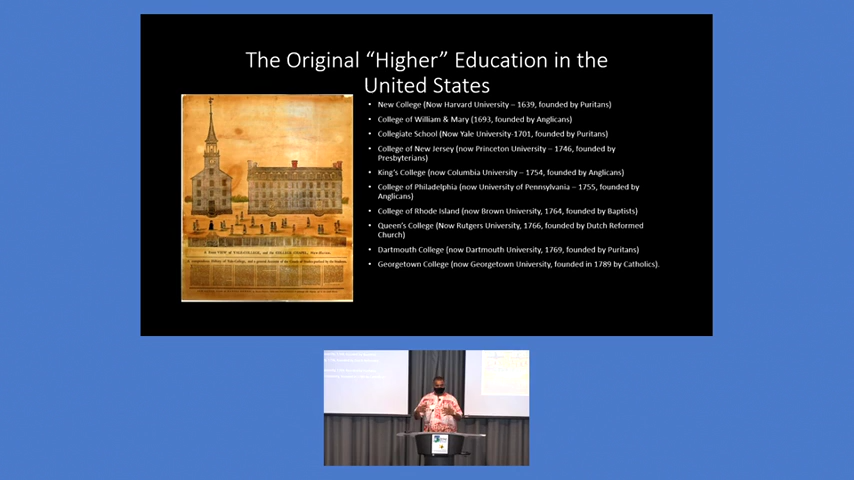 The Original “Higher” Education in the
United States
• New College (Now Harvard University – 1639, founded by Puritans)
• College of William & Mary (1693, founded by Anglicans)
• Collegiate School (Now Yale University-1701, founded by Puritans)
• College of New Jersey (now Princeton University – 1746, founded by
Presbyterians)
• King’s College (now Columbia University – 1754, founded by Anglicans)
• College of Philadelphia (now University of Pennsylvania – 1755, founded by
Anglicans)
• College of Rhode Island (now Brown University, 1764, founded by Baptists)
• Queen’s College (Now Rutgers University, 1766, founded by Dutch Reformed
Church)
• Dartmouth College (now Dartmouth University, 1769, founded by Puritans)
• Georgetown College (now Georgetown University, founded in 1789 by Catholics).